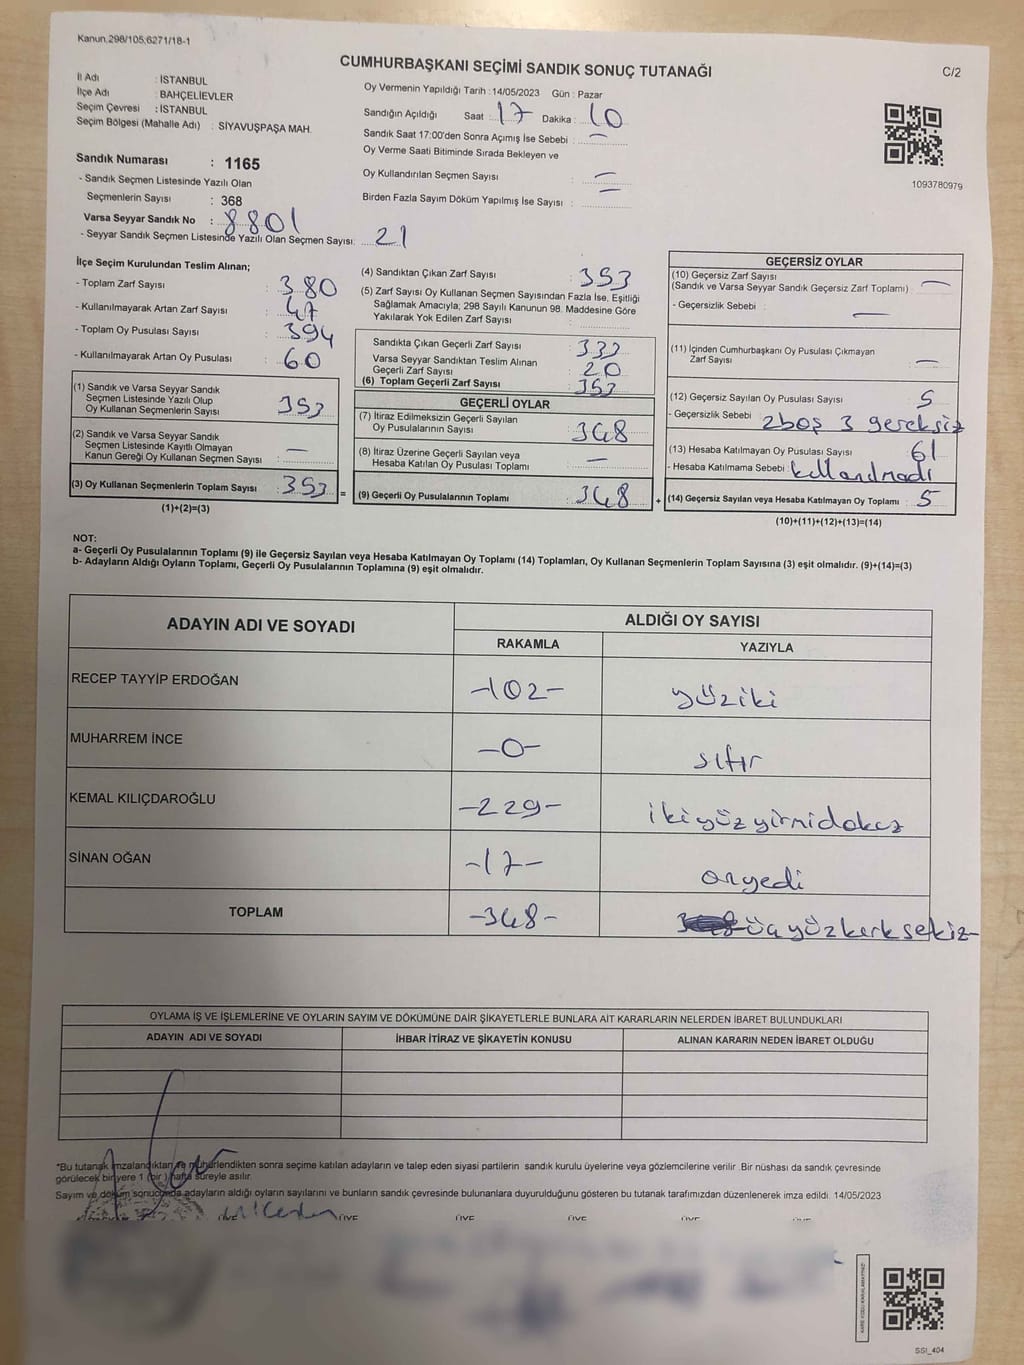 Kanun.298/105;6271/18-1
CUMHURBAŞKANI SEÇİMİ SANDIK SONUÇ TUTANAĞI
C/2
İl Adı : İSTANBUL
İlçe Adı : BAHÇELİEVLER
Seçim Çevresi : İSTANBUL
Seçim Bölgesi (Mahalle Adı) : SİYAVUŞPAŞA MAH.
Sandık Numarası : 1165
- Sandık Seçmen Listesinde Yazılı Olan
Seçmenlerin Sayısı : 368
Varsa Seyyar Sandık No : 8801
- Seyyar Sandık Seçmen Listesinde Yazılı Olan Seçmen Sayısı: 21
Oy Vermenin Yapıldığı Tarih : 14/05/2023 Gün : Pazar
Sandığın Açıldığı Saat : 17 Dakika : 10
Sandık Saat 17:00'den Sonra Açımış İse Sebebi : —
Oy Verme Saati Bitiminde Sırada Bekleyen ve
Oy Kullandırılan Seçmen Sayısı : —
Birden Fazla Sayım Döküm Yapılmış İse Sayısı : —
1093780979
İlçe Seçim Kurulundan Teslim Alınan;
- Toplam Zarf Sayısı : 380
- Kullanılmayarak Artan Zarf Sayısı : 47
- Toplam Oy Pusulası Sayısı : 394
- Kullanılmayarak Artan Oy Pusulası : 60
(1) Sandık ve Varsa Seyyar Sandık
Seçmen Listesinde Yazılı Olup
Oy Kullanan Seçmenlerin Sayısı : 353
(2) Sandık ve Varsa Seyyar Sandık
Seçmen Listesinde Kayıtlı Olmayan
Kanun Gereği Oy Kullanan Seçmen Sayısı : —
(3) Oy Kullanan Seçmenlerin Toplam Sayısı : 353 =
(1)+(2)=(3)
(4) Sandıktan Çıkan Zarf Sayısı : 353
(5) Zarf Sayısı Oy Kullanan Seçmen Sayısından Fazla İse, Eşitliği
Sağlamak Amacıyla; 298 Sayılı Kanunun 98. Maddesine Göre
Yakılarak Yok Edilen Zarf Sayısı :
Sandıkta Çıkan Geçerli Zarf Sayısı : 333
Varsa Seyyar Sandıktan Teslim Alınan
Geçerli Zarf Sayısı : 20
(6) Toplam Geçerli Zarf Sayısı : 353
GEÇERLİ OYLAR
(7) İtiraz Edilmeksizin Geçerli Sayılan
Oy Pusulalarının Sayısı : 348
(8) İtiraz Üzerine Geçerli Sayılan veya
Hesaba Katılan Oy Pusulası Toplamı : —
(9) Geçerli Oy Pusulalarının Toplamı : 348 +
GEÇERSİZ OYLAR
(10) Geçersiz Zarf Sayısı
(Sandık ve Varsa Seyyar Sandık Geçersiz Zarf Toplamı) : —
- Geçersizlik Sebebi : —
(11) İçinden Cumhurbaşkanı Oy Pusulası Çıkmayan
Zarf Sayısı : —
(12) Geçersiz Sayılan Oy Pusulası Sayısı : 5
- Geçersizlik Sebebi : 2boş 3 gereksiz
(13) Hesaba Katılmayan Oy Pusulası Sayısı : 61
- Hesaba Katılmama Sebebi : kullanılmadı
(14) Geçersiz Sayılan veya Hesaba Katılmayan Oy Toplamı : 5
(10)+(11)+(12)+(13)=(14)
NOT:
a- Geçerli Oy Pusulalarının Toplamı (9) ile Geçersiz Sayılan veya Hesaba Katılmayan Oy Toplamı (14) Toplamları, Oy Kullanan Seçmenlerin Toplam Sayısına (3) eşit olmalıdır. (9)+(14)=(3)
b- Adayların Aldığı Oyların Toplamı, Geçerli Oy Pusulalarının Toplamına (9) eşit olmalıdır.
ADAYIN ADI VE SOYADI
ALDIĞI OY SAYISI
RAKAMLA YAZIYLA
RECEP TAYYİP ERDOĞAN -102- yüziki
MUHARREM İNCE -0- sıfır
KEMAL KILIÇDAROĞLU -229- ikiyüzyirmidokuz
SİNAN OĞAN -17- onyedi
TOPLAM -348- üçyüzkırksekiz-
OYLAMA İŞ VE İŞLEMLERİNE VE OYLARIN SAYIM VE DÖKÜMÜNE DAİR ŞİKAYETLERLE BUNLARA AİT KARARLARIN NELERDEN İBARET BULUNDUKLARI
ADAYIN ADI VE SOYADI İHBAR İTİRAZ VE ŞİKAYETİN KONUSU ALINAN KARARIN NEDEN İBARET OLDUĞU
*Bu tutanak imzalandıktan ve mühürlendikten sonra seçime katılan adayların ve talep eden siyasi partilerin sandık kurulu üyelerine veya gözlemcilerine verilir .Bir nüshası da sandık çevresinde
görülecek bir yere 1 (bir ) hafta süreyle asılır.
Sayım ve döküm sonucunda adayların aldığı oyların sayılarını ve bunların sandık çevresinde bulunanlara duyurulduğunu gösteren bu tutanak tarafımızdan düzenlenerek imza edildi. 14/05/2023
ÜYE ÜYE ÜYE ÜYE ÜYE
KARE KODU KARALAMAYINIZ!
SSI_404